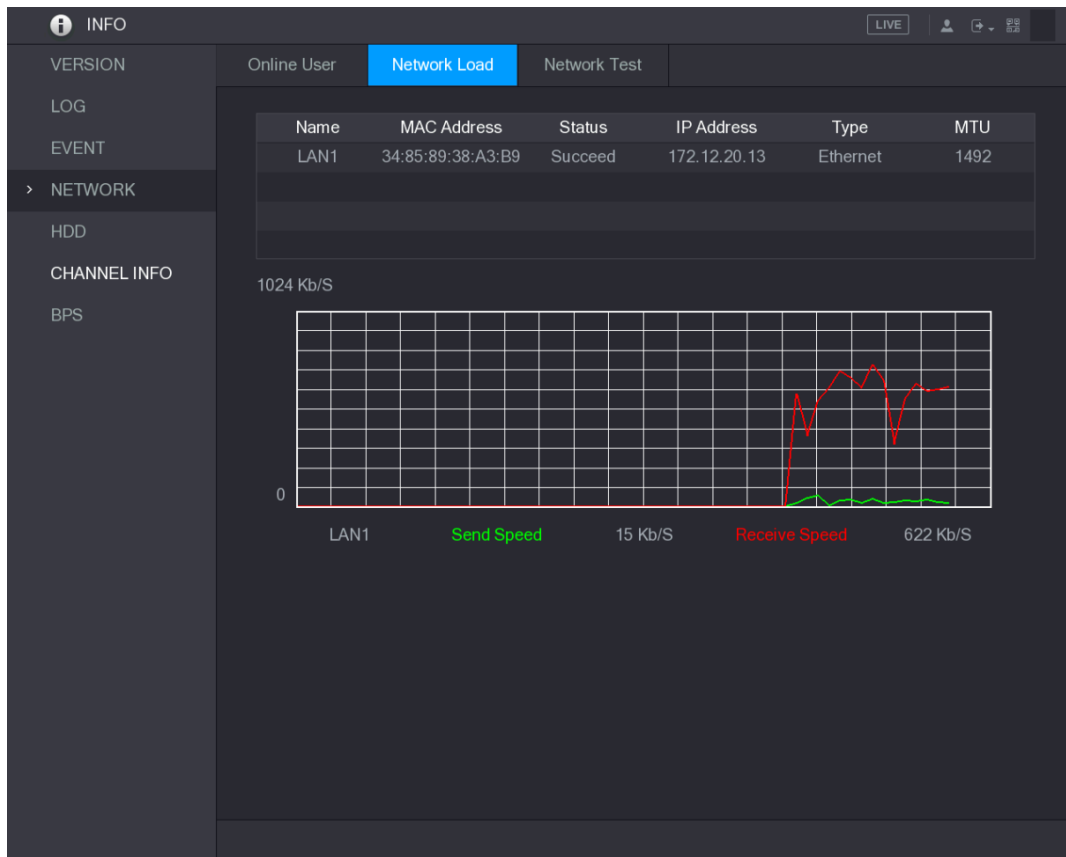 INFO LIVE
VERSION
LOG
EVENT
NETWORK
HDD
CHANNEL INFO
BPS
Online User Network Load Network Test
Name MAC Address Status IP Address Type MTU
LAN1 34:85:89:38:A3:B9 Succeed 172.12.20.13 Ethernet 1492
1024 Kb/S
0
LAN1 Send Speed 15 Kb/S Receive Speed 622 Kb/S